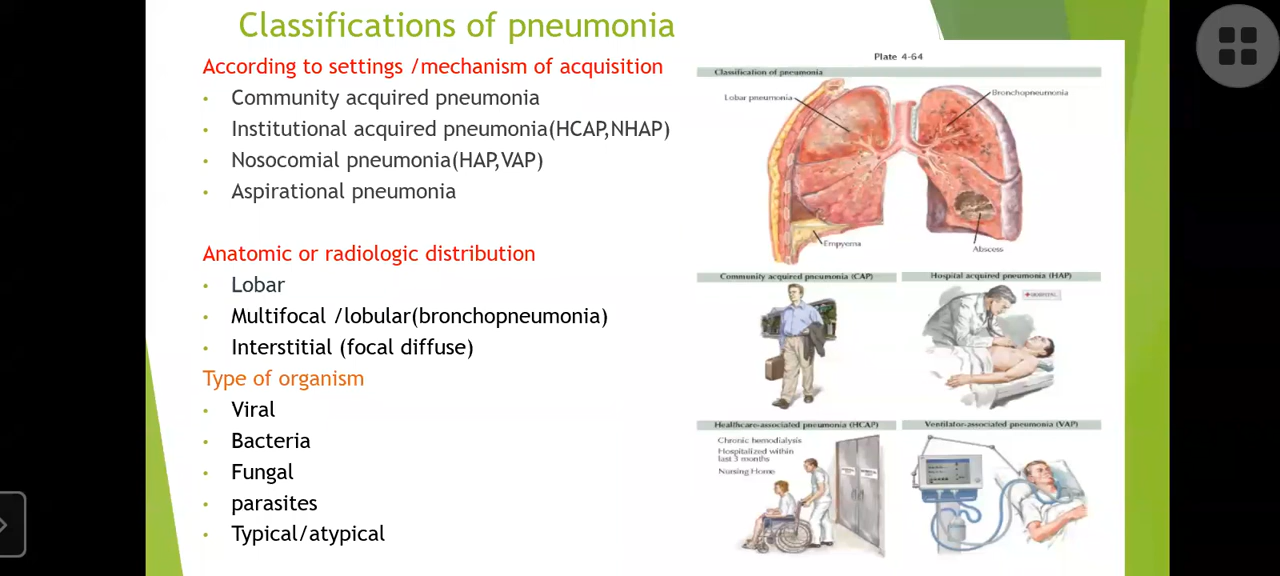 Classifications of pneumonia
According to settings /mechanism of acquisition
• Community acquired pneumonia
• Institutional acquired pneumonia(HCAP,NHAP)
• Nosocomial pneumonia(HAP,VAP)
• Aspirational pneumonia
Anatomic or radiologic distribution
• Lobar
• Multifocal /lobular(bronchopneumonia)
• Interstitial (focal diffuse)
Type of organism
• Viral
• Bacteria
• Fungal
• parasites
• Typical/atypical
Plate 4-64
Classification of pneumonia
Lobar pneumonia
Bronchopneumonia
Empyema
Abscess
Community acquired pneumonia (CAP)
Hospital acquired pneumonia (HAP)
Healthcare-associated pneumonia (HCAP)
Chronic hemodialysis
Hospitalized within
last 3 months
Nursing Home
Ventilator-associated pneumonia (VAP)